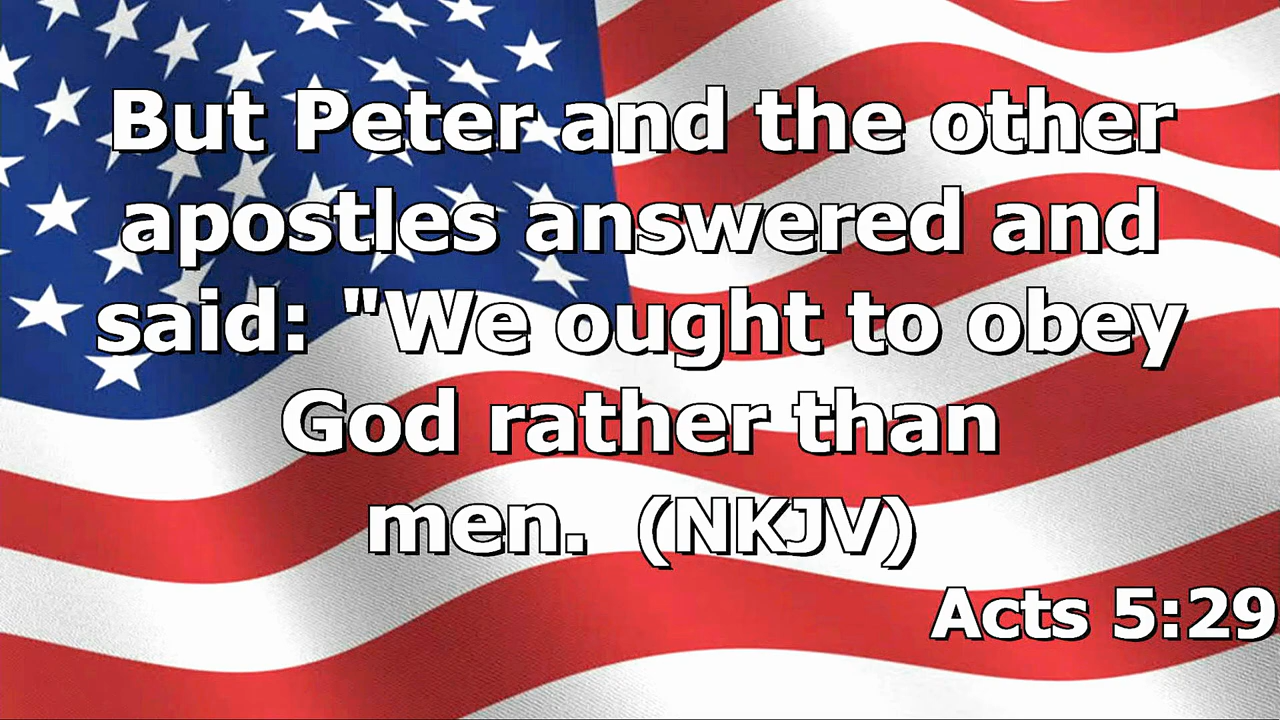 But Peter and the other
apostles answered and
said: "We ought to obey
God rather than
men. (NKJV)
Acts 5:29